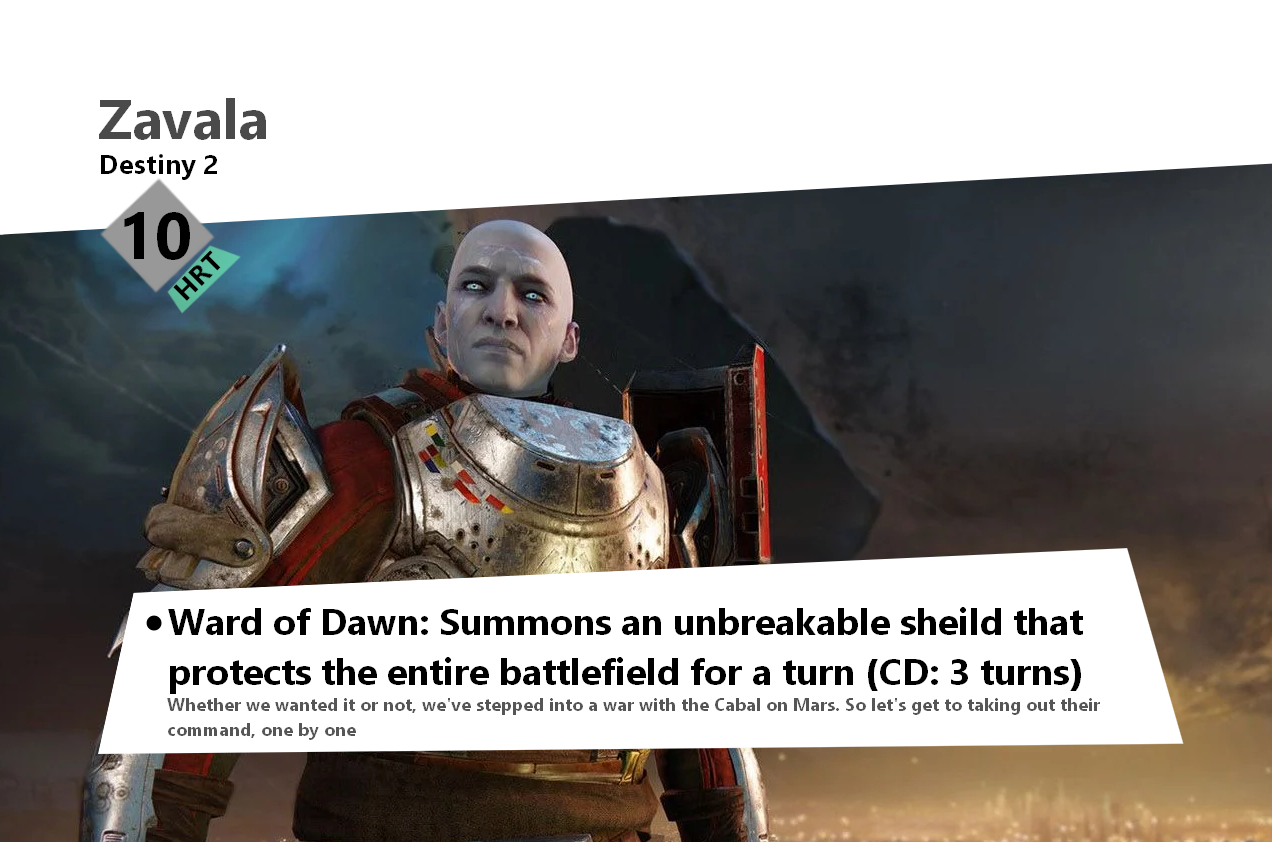 Zavala
Destiny 2
10
HRT
•Ward of Dawn: Summons an unbreakable sheild that
protects the entire battlefield for a turn (CD: 3 turns)
Whether we wanted it or not, we've stepped into a war with the Cabal on Mars. So let's get to taking out their
command, one by one